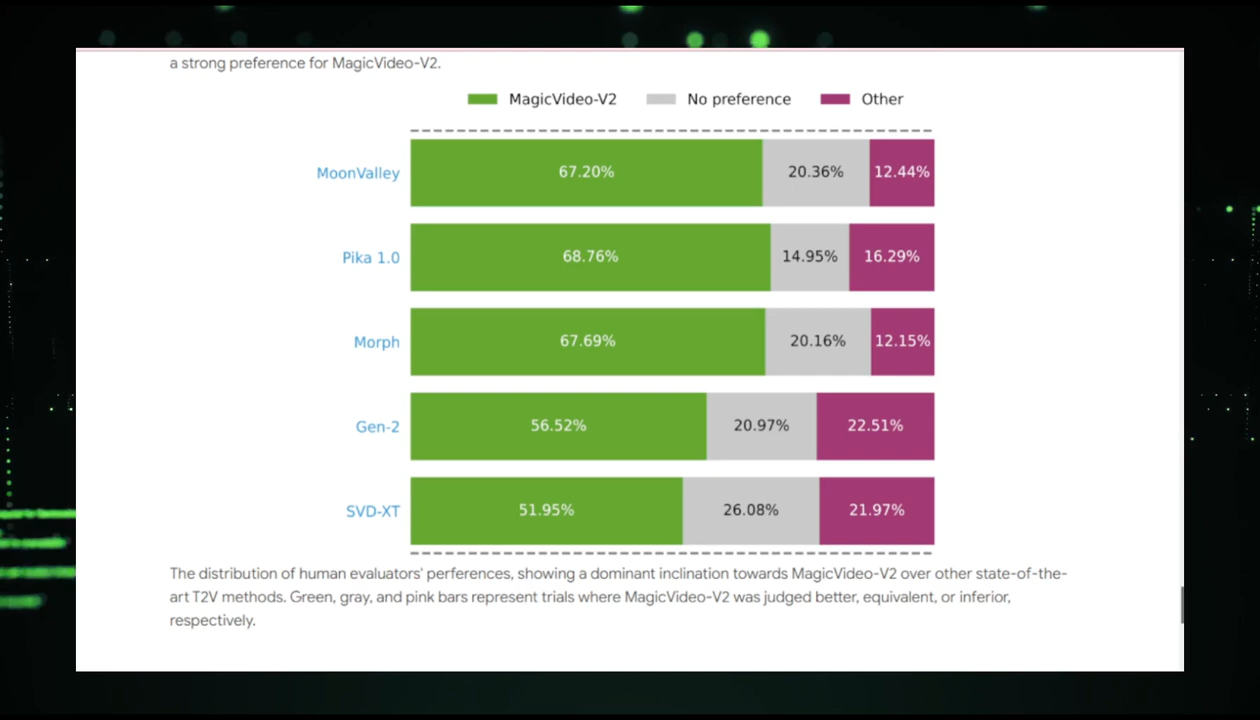 a strong preference for MagicVideo-V2.
MagicVideo-V2 No preference Other
MoonValley 67.20% 20.36% 12.44%
Pika 1.0 68.76% 14.95% 16.29%
Morph 67.69% 20.16% 12.15%
Gen-2 56.52% 20.97% 22.51%
SVD-XT 51.95% 26.08% 21.97%
The distribution of human evaluators' perferences, showing a dominant inclination towards MagicVideo-V2 over other state-of-the-
art T2V methods. Green, gray, and pink bars represent trials where MagicVideo-V2 was judged better, equivalent, or inferior,
respectively.